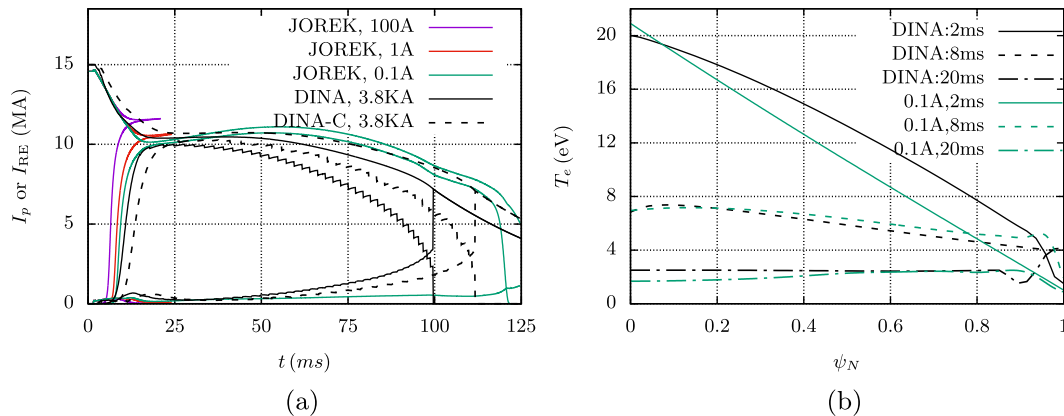 JOREK, 100A
JOREK, 1A
JOREK, 0.1A
DINA, 3.8KA
DINA-C, 3.8KA
I_p or I_RE (MA)
15
10
5
0
0 25 50 75 100 125
t (ms)
(a)
DINA:2ms
DINA:8ms
DINA:20ms
0.1A,2ms
0.1A,8ms
0.1A,20ms
T_e (eV)
20
16
12
8
4
0
0 0.2 0.4 0.6 0.8 1
ψ_N
(b)